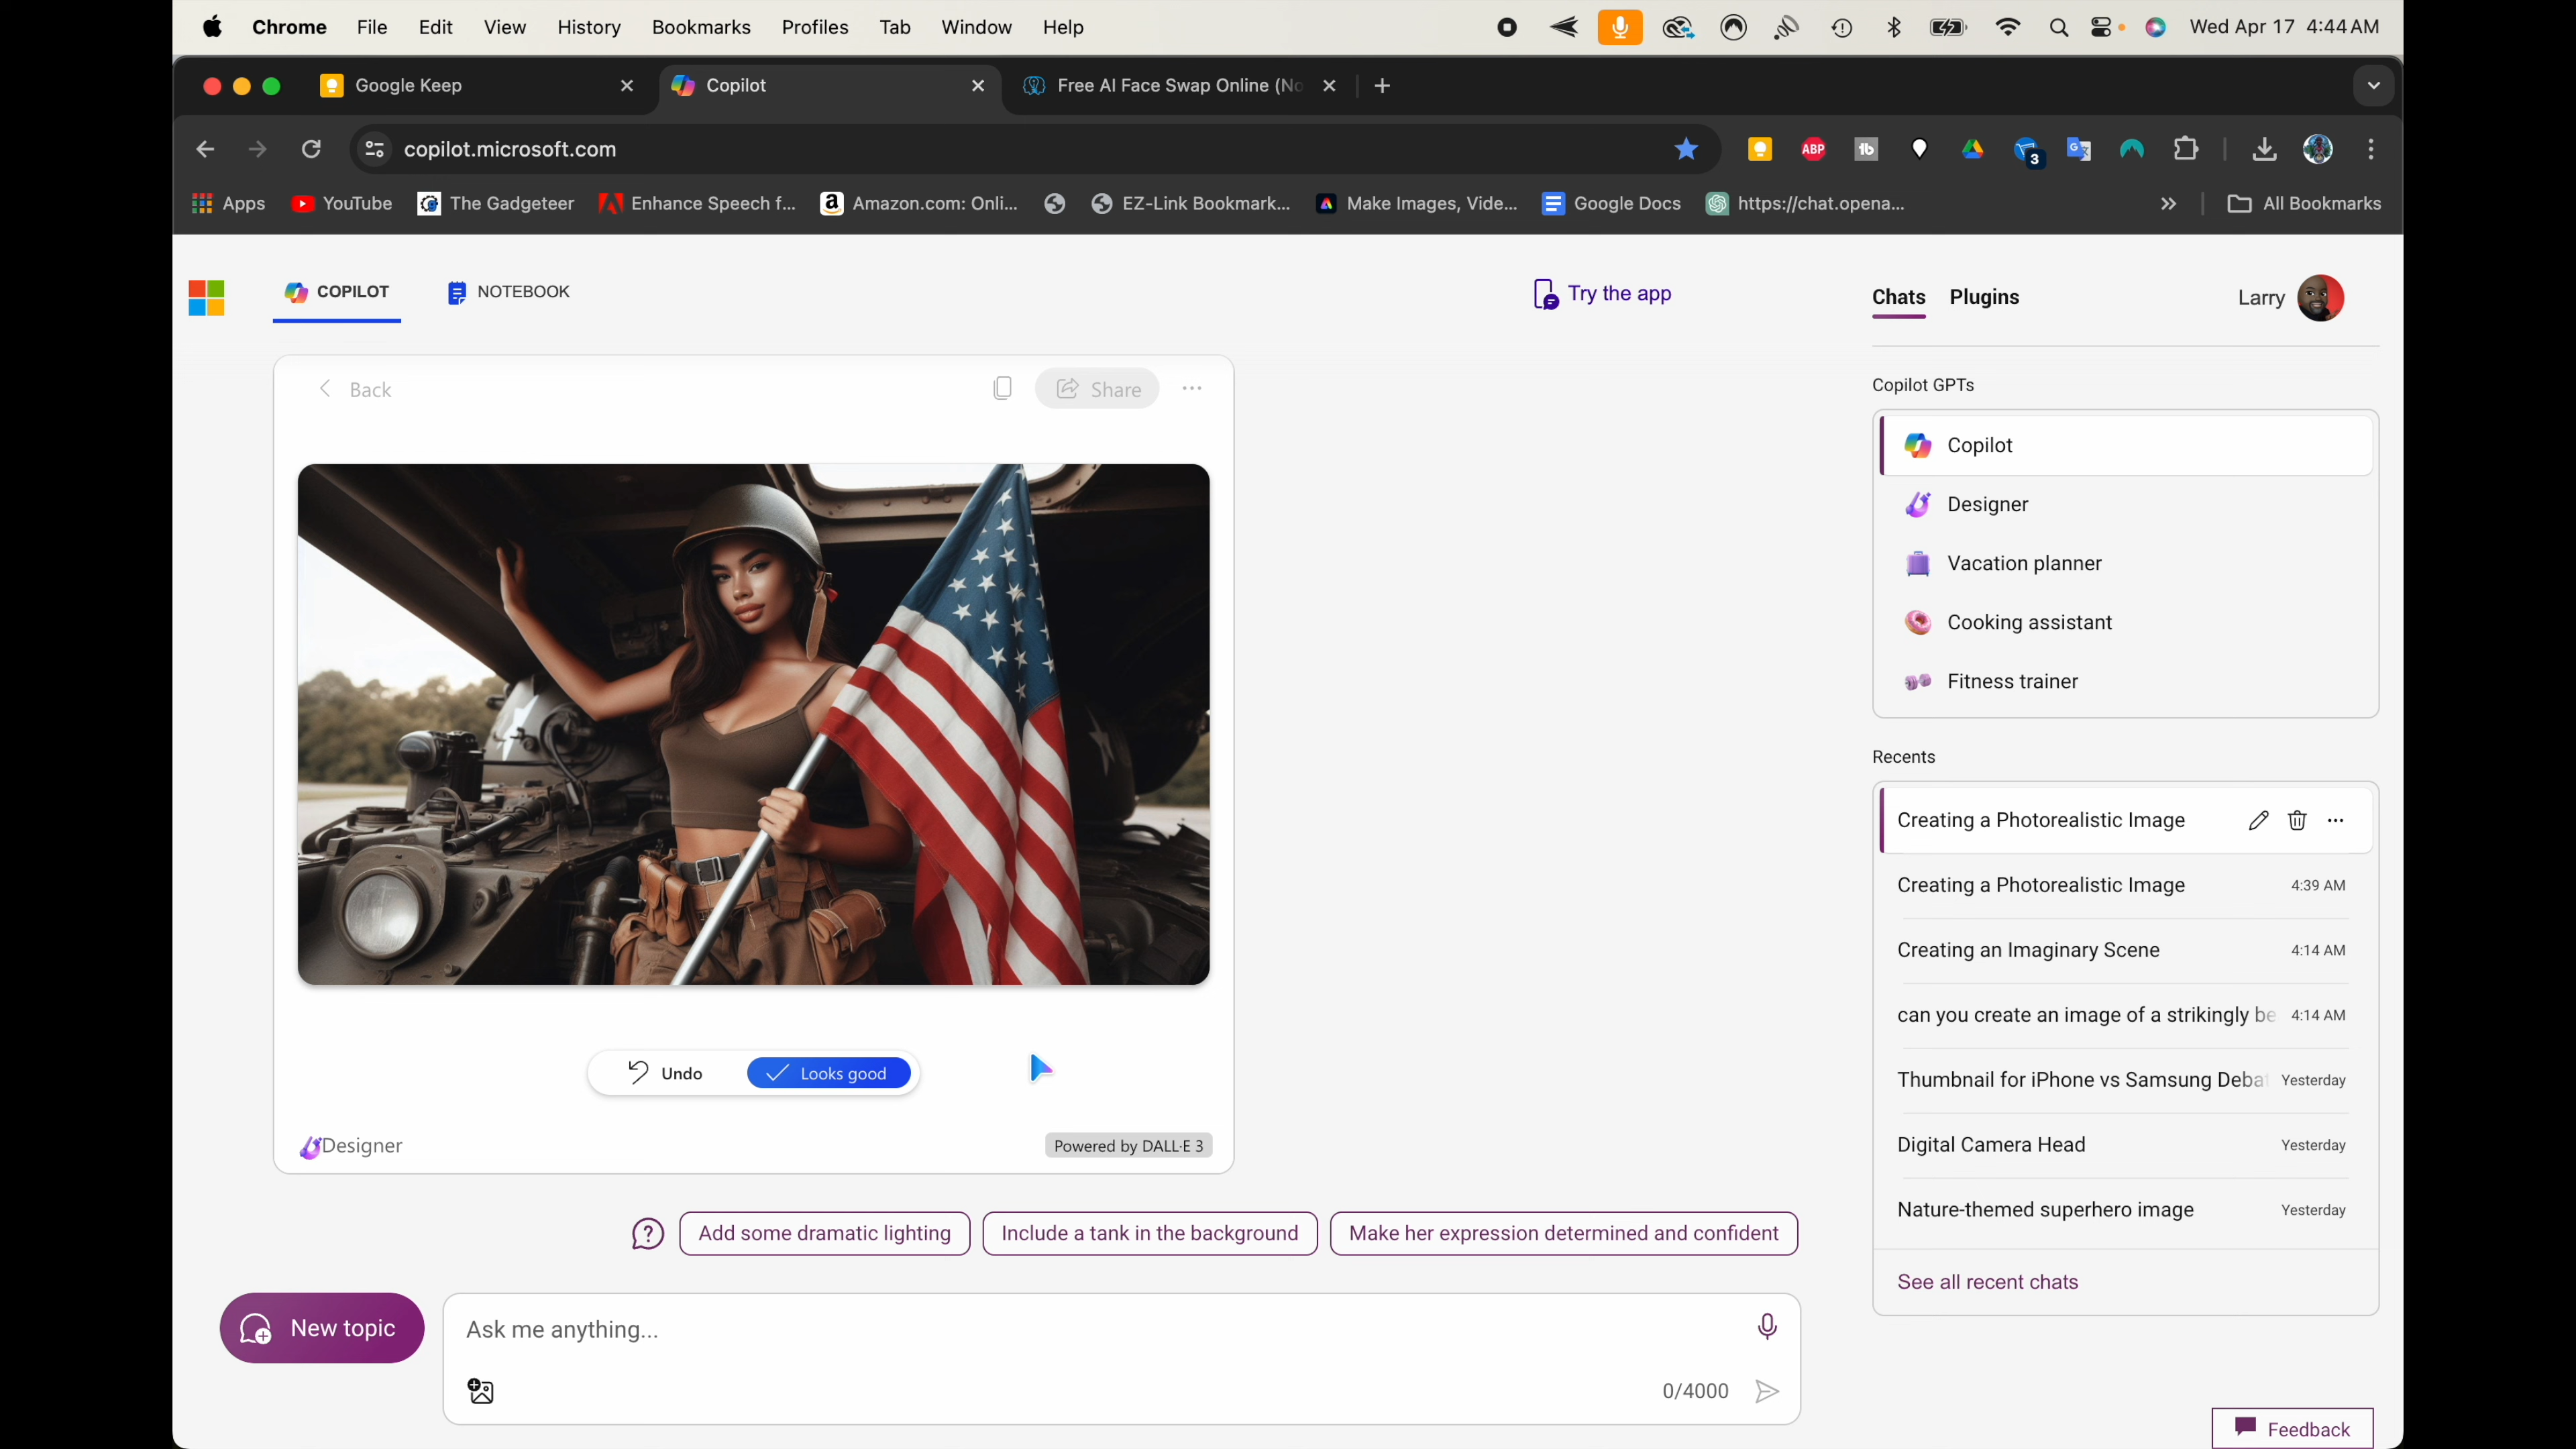 Chrome File Edit View History Bookmarks Profiles Tab Window Help Wed Apr 17 4:44 AM
Google Keep Copilot Free AI Face Swap Online (No
copilot.microsoft.com ABP 3
Apps YouTube The Gadgeteer Enhance Speech f... Amazon.com: Onli... EZ-Link Bookmark... Make Images, Vide... Google Docs https://chat.opena... All Bookmarks
COPILOT NOTEBOOK Try the app Chats Plugins Larry
Back Share
Copilot GPTs
Copilot
Designer
Vacation planner
Cooking assistant
Fitness trainer
Recents
Creating a Photorealistic Image
Creating a Photorealistic Image 4:39 AM
Creating an Imaginary Scene 4:14 AM
can you create an image of a strikingly be 4:14 AM
Thumbnail for iPhone vs Samsung Debat Yesterday
Digital Camera Head Yesterday
Nature-themed superhero image Yesterday
See all recent chats
Undo Looks good
Designer Powered by DALL·E 3
Add some dramatic lighting Include a tank in the background Make her expression determined and confident
New topic Ask me anything...
0/4000
Feedback